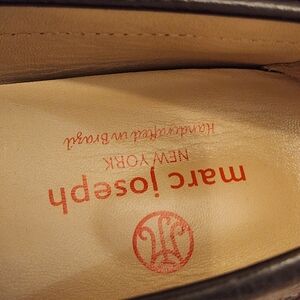 marc joseph
NEW YORK
Handcrafted in Brazil